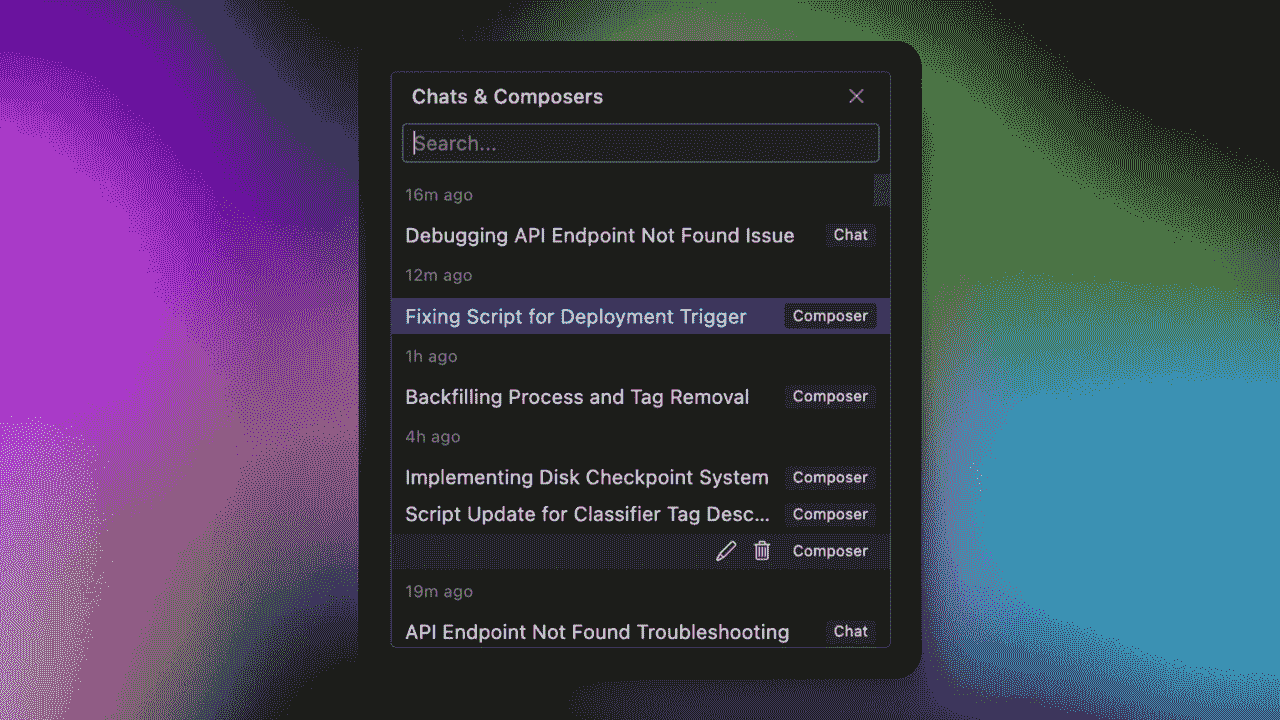 Chats & Composers
Search...
16m ago
Debugging API Endpoint Not Found Issue Chat
12m ago
Fixing Script for Deployment Trigger Composer
1h ago
Backfilling Process and Tag Removal Composer
4h ago
Implementing Disk Checkpoint System Composer
Script Update for Classifier Tag Desc... Composer
Composer
19m ago
API Endpoint Not Found Troubleshooting Chat